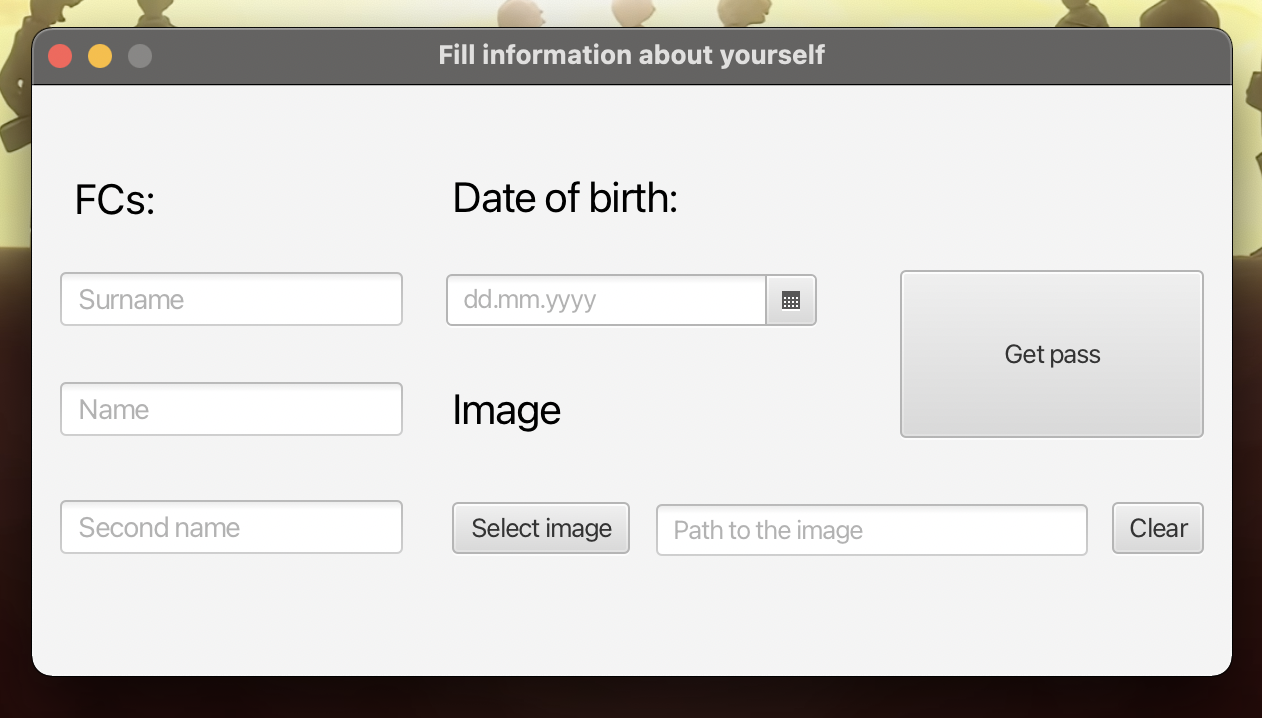 Fill information about yourself
FCs:
Date of birth:
Surname
dd.mm.yyyy
Get pass
Name
Image
Second name
Select image
Path to the image
Clear